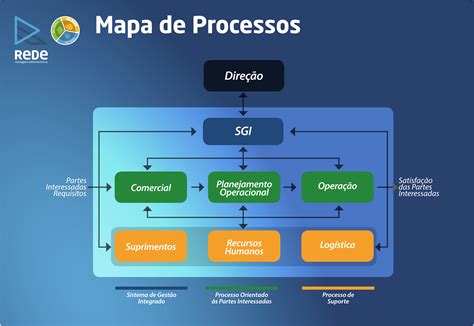 Mapa de Processos
REDE
Direção
SGI
Partes
Interessadas
Requisitos
Comercial
Planejamento
Operacional
Operação
Satisfação
das Partes
Interessadas
Suprimentos
Recursos
Humanos
Logística
Sistema de Gestão
Integrado
Processo Orientado
às Partes Interessadas
Processo de
Suporte